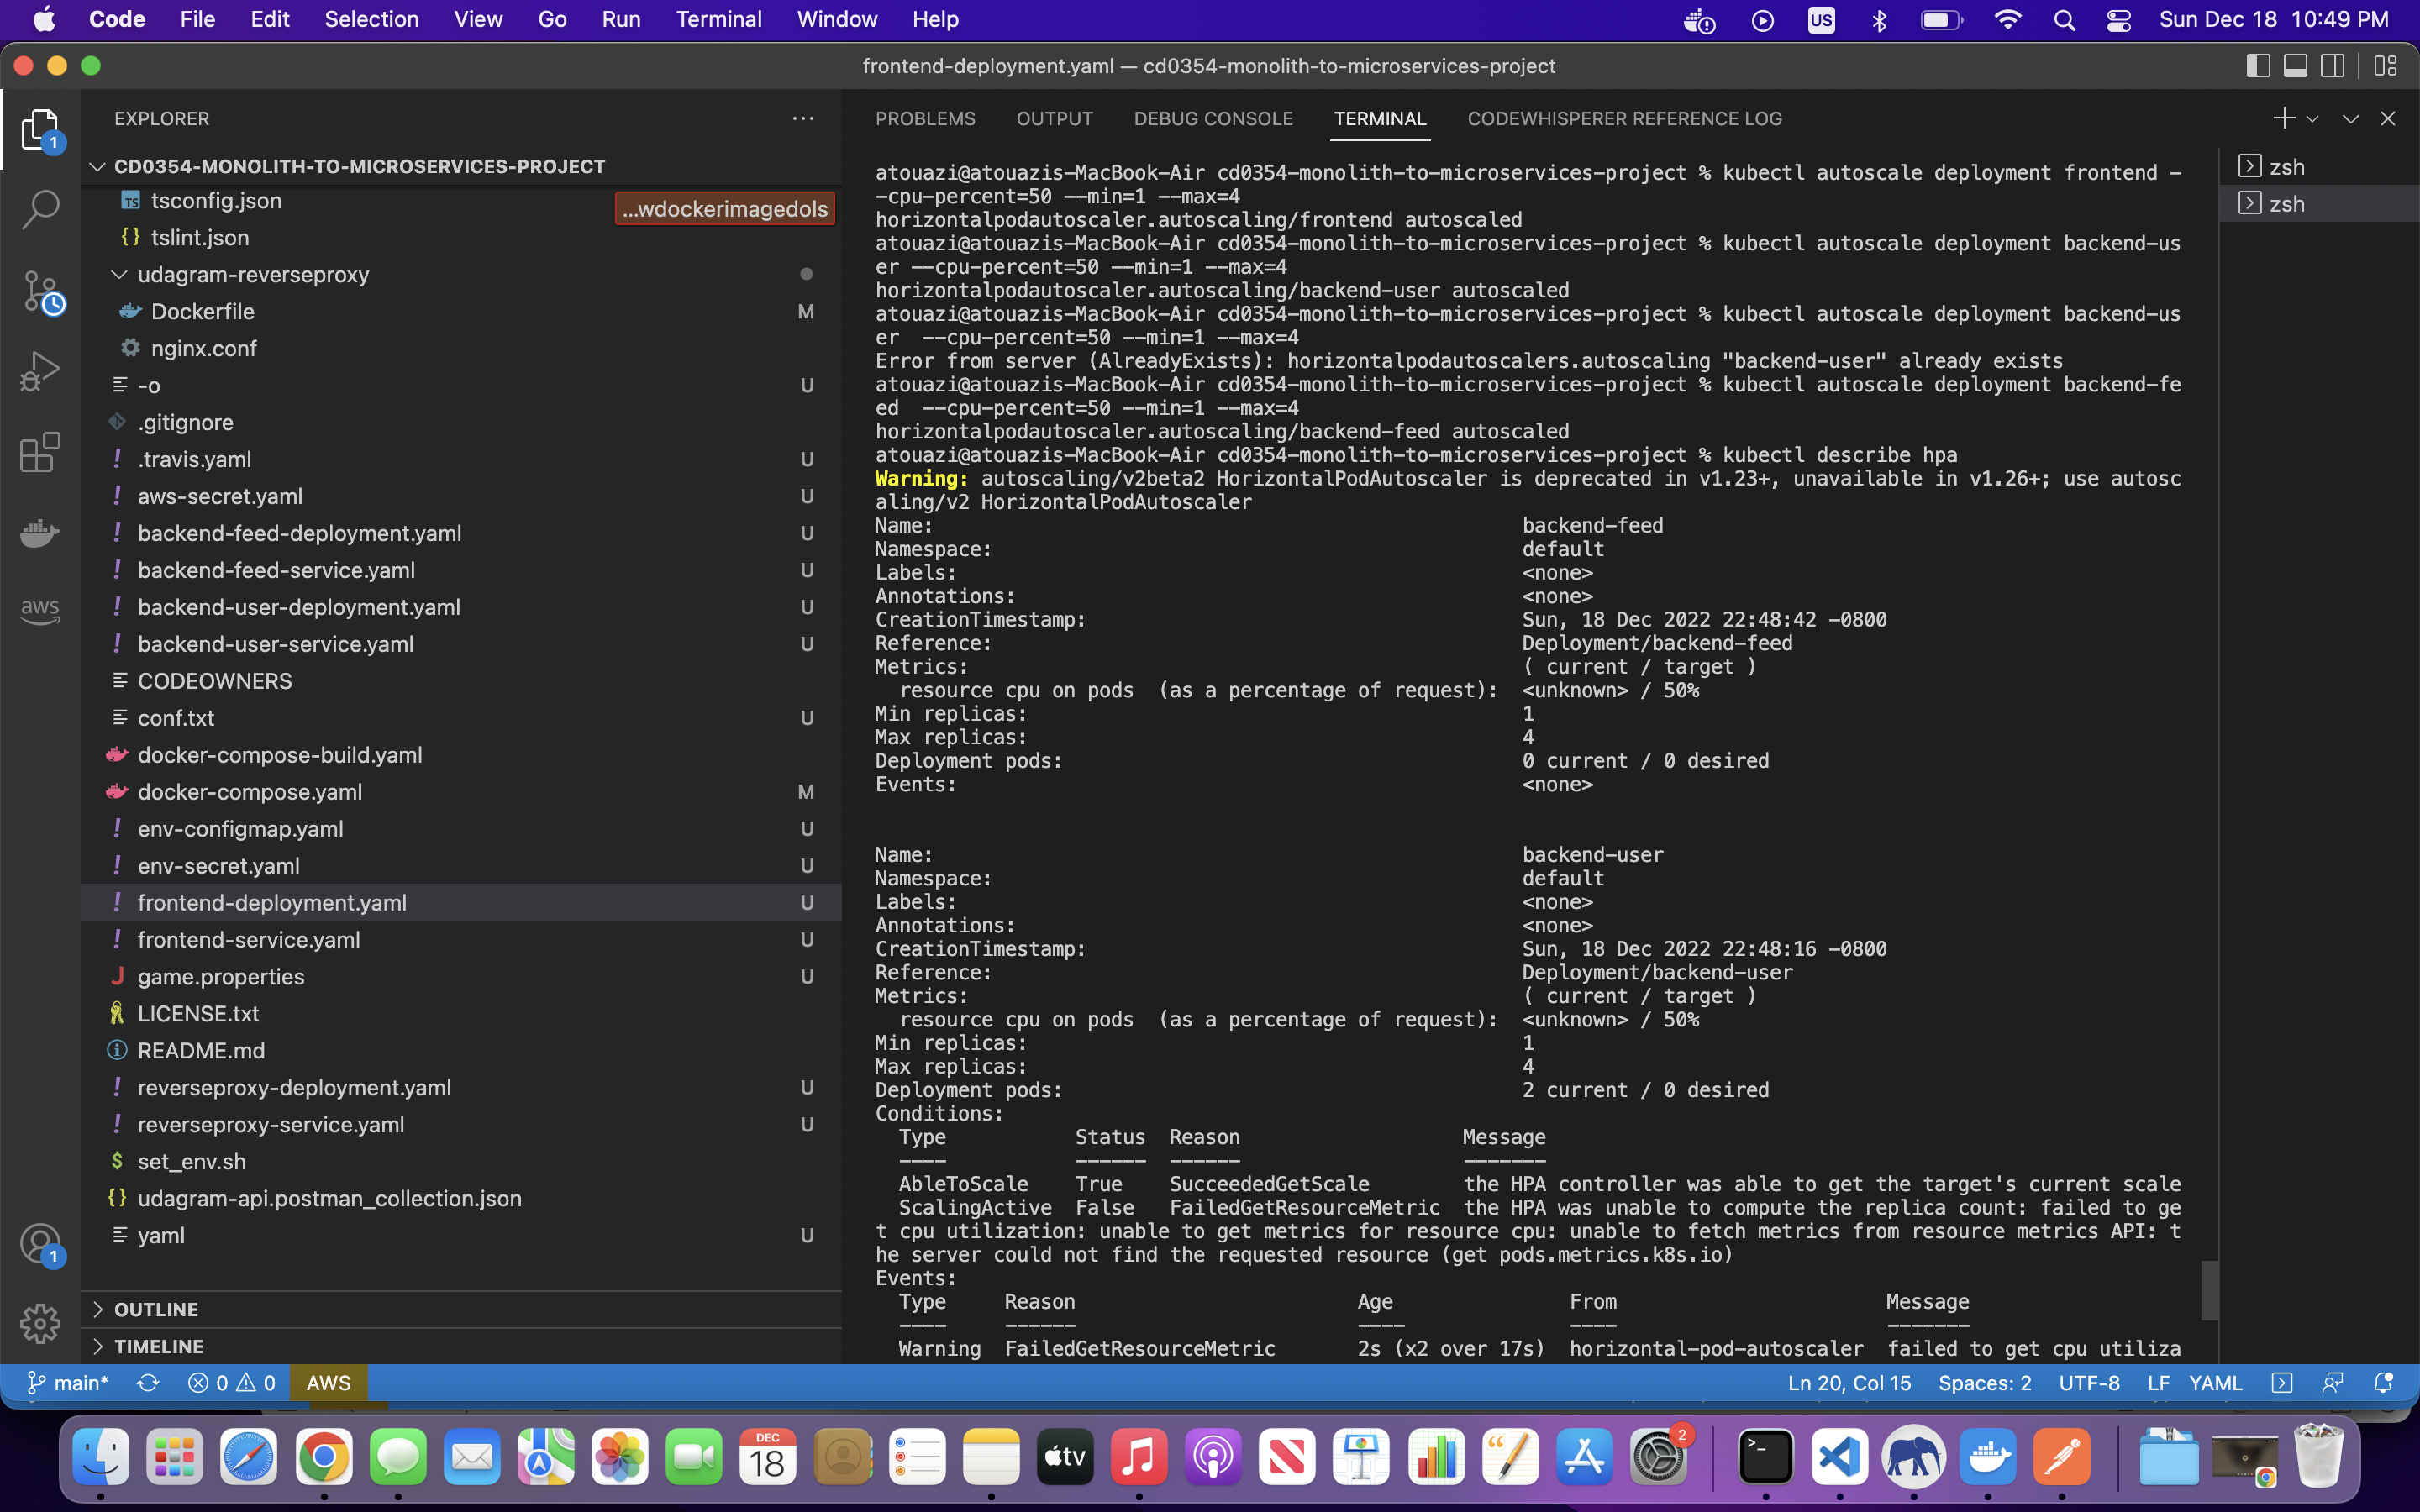 Code File Edit Selection View Go Run Terminal Window Help US Sun Dec 18 10:49 PM
frontend-deployment.yaml — cd0354-monolith-to-microservices-project
EXPLORER
CD0354-MONOLITH-TO-MICROSERVICES-PROJECT
tsconfig.json
...wdockerimagedols
tslint.json
udagram-reverseproxy
Dockerfile M
nginx.conf
-o U
.gitignore
.travis.yaml U
aws-secret.yaml U
backend-feed-deployment.yaml U
backend-feed-service.yaml U
backend-user-deployment.yaml U
backend-user-service.yaml U
CODEOWNERS
conf.txt U
docker-compose-build.yaml
docker-compose.yaml M
env-configmap.yaml U
env-secret.yaml U
frontend-deployment.yaml U
frontend-service.yaml U
game.properties U
LICENSE.txt
README.md
reverseproxy-deployment.yaml U
reverseproxy-service.yaml U
set_env.sh
udagram-api.postman_collection.json
yaml U
OUTLINE
TIMELINE
1
aws
1
PROBLEMS OUTPUT DEBUG CONSOLE TERMINAL CODEWHISPERER REFERENCE LOG
atouazi@atouazis-MacBook-Air cd0354-monolith-to-microservices-project % kubectl autoscale deployment frontend -
-cpu-percent=50 --min=1 --max=4
horizontalpodautoscaler.autoscaling/frontend autoscaled
atouazi@atouazis-MacBook-Air cd0354-monolith-to-microservices-project % kubectl autoscale deployment backend-us
er --cpu-percent=50 --min=1 --max=4
horizontalpodautoscaler.autoscaling/backend-user autoscaled
atouazi@atouazis-MacBook-Air cd0354-monolith-to-microservices-project % kubectl autoscale deployment backend-us
er  --cpu-percent=50 --min=1 --max=4
Error from server (AlreadyExists): horizontalpodautoscalers.autoscaling "backend-user" already exists
atouazi@atouazis-MacBook-Air cd0354-monolith-to-microservices-project % kubectl autoscale deployment backend-fe
ed  --cpu-percent=50 --min=1 --max=4
horizontalpodautoscaler.autoscaling/backend-feed autoscaled
atouazi@atouazis-MacBook-Air cd0354-monolith-to-microservices-project % kubectl describe hpa
Warning: autoscaling/v2beta2 HorizontalPodAutoscaler is deprecated in v1.23+, unavailable in v1.26+; use autosc
aling/v2 HorizontalPodAutoscaler
Name: backend-feed
Namespace: default
Labels: <none>
Annotations: <none>
CreationTimestamp: Sun, 18 Dec 2022 22:48:42 -0800
Reference: Deployment/backend-feed
Metrics: ( current / target )
resource cpu on pods  (as a percentage of request): <unknown> / 50%
Min replicas: 1
Max replicas: 4
Deployment pods: 0 current / 0 desired
Events: <none>
Name: backend-user
Namespace: default
Labels: <none>
Annotations: <none>
CreationTimestamp: Sun, 18 Dec 2022 22:48:16 -0800
Reference: Deployment/backend-user
Metrics: ( current / target )
resource cpu on pods  (as a percentage of request): <unknown> / 50%
Min replicas: 1
Max replicas: 4
Deployment pods: 2 current / 0 desired
Conditions:
Type Status Reason Message
---- ------ ------ -------
AbleToScale True SucceededGetScale the HPA controller was able to get the target's current scale
ScalingActive False FailedGetResourceMetric the HPA was unable to compute the replica count: failed to ge
t cpu utilization: unable to get metrics for resource cpu: unable to fetch metrics from resource metrics API: t
he server could not find the requested resource (get pods.metrics.k8s.io)
Events:
Type Reason Age From Message
---- ------ ---- ---- -------
Warning FailedGetResourceMetric 2s (x2 over 17s) horizontal-pod-autoscaler failed to get cpu utiliza
zsh
zsh
main* 0 0 AWS Ln 20, Col 15 Spaces: 2 UTF-8 LF YAML
DEC
18
tv
2